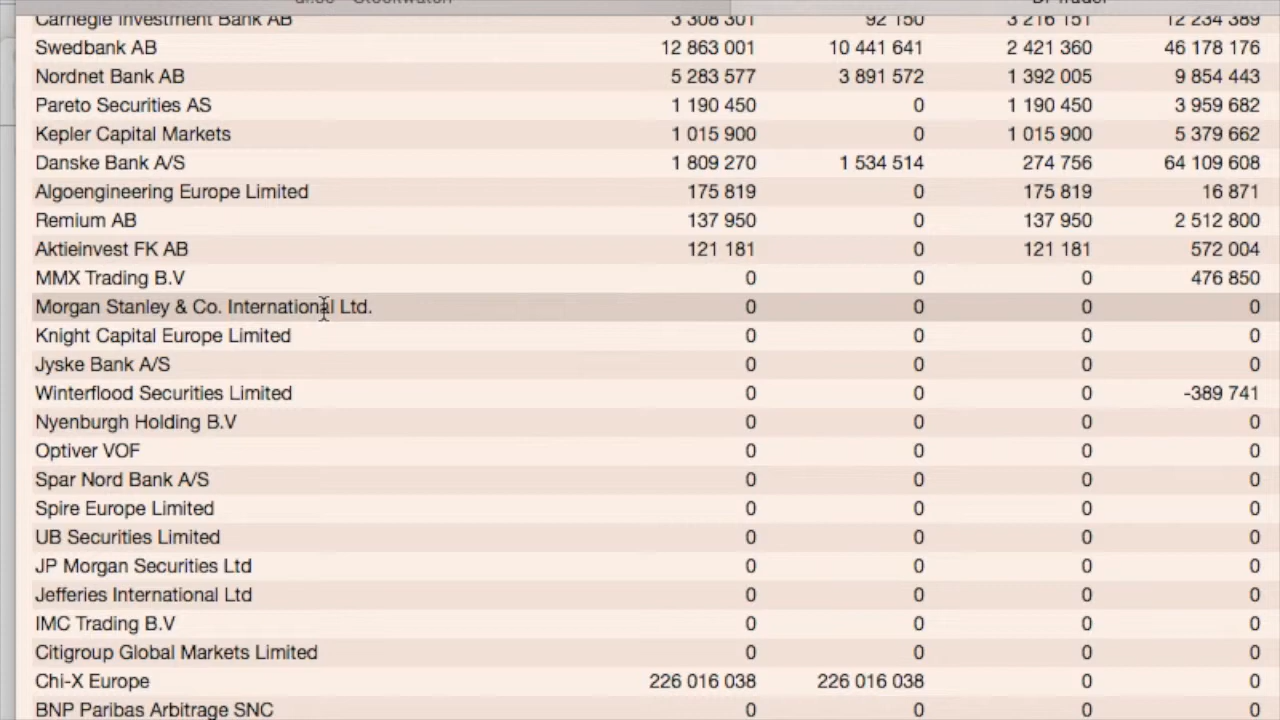 Carnegie Investment Bank AB 3 308 301 92 150 3 216 151 12 234 389
Swedbank AB 12 863 001 10 441 641 2 421 360 46 178 176
Nordnet Bank AB 5 283 577 3 891 572 1 392 005 9 854 443
Pareto Securities AS 1 190 450 0 1 190 450 3 959 682
Kepler Capital Markets 1 015 900 0 1 015 900 5 379 662
Danske Bank A/S 1 809 270 1 534 514 274 756 64 109 608
Algoengineering Europe Limited 175 819 0 175 819 16 871
Remium AB 137 950 0 137 950 2 512 800
Aktieinvest FK AB 121 181 0 121 181 572 004
MMX Trading B.V 0 0 0 476 850
Morgan Stanley & Co. International Ltd. 0 0 0 0
Knight Capital Europe Limited 0 0 0 0
Jyske Bank A/S 0 0 0 0
Winterflood Securities Limited 0 0 0 -389 741
Nyenburgh Holding B.V 0 0 0 0
Optiver VOF 0 0 0 0
Spar Nord Bank A/S 0 0 0 0
Spire Europe Limited 0 0 0 0
UB Securities Limited 0 0 0 0
JP Morgan Securities Ltd 0 0 0 0
Jefferies International Ltd 0 0 0 0
IMC Trading B.V 0 0 0 0
Citigroup Global Markets Limited 0 0 0 0
Chi-X Europe 226 016 038 226 016 038 0 0
BNP Paribas Arbitrage SNC 0 0 0 0